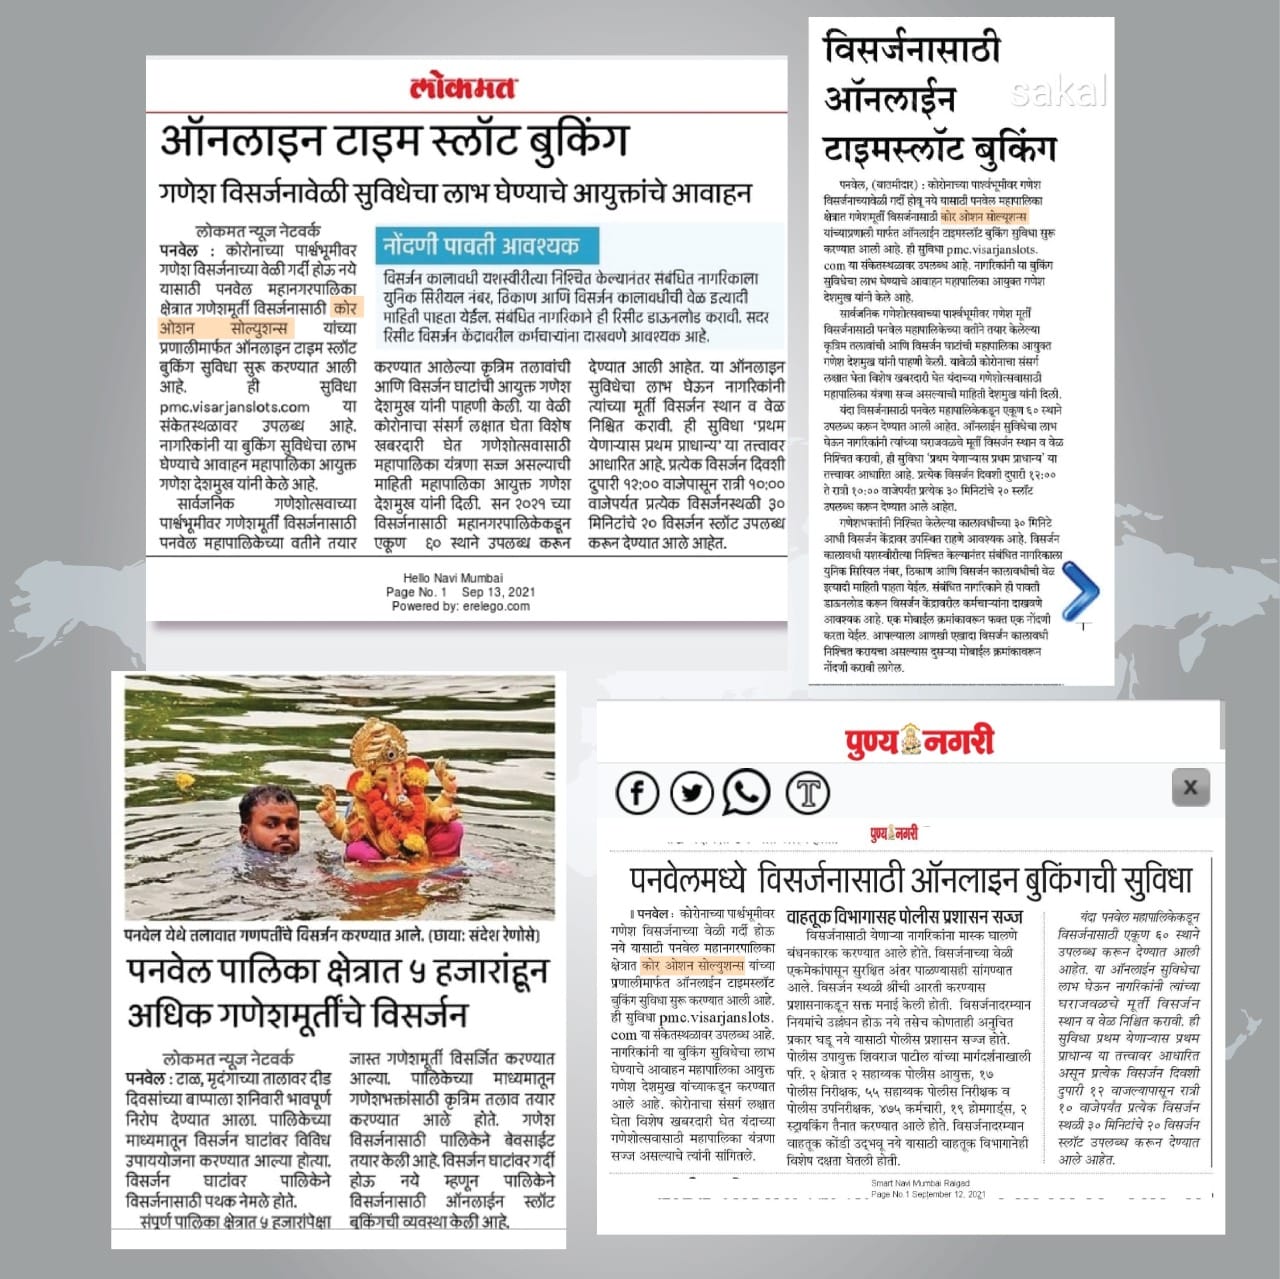 लोकमत
ऑनलाइन टाइम स्लॉट बुकिंग
गणेश विसर्जनावेळी सुविधेचा लाभ घेण्याचे आयुक्तांचे आवाहन
लोकमत न्यूज नेटवर्क
पनवेल : कोरोनाच्या पार्श्वभूमीवर
गणेश विसर्जनाच्या वेळी गर्दी होऊ नये
यासाठी पनवेल महानगरपालिका
क्षेत्रात गणेशमूर्ती विसर्जनासाठी कोर
ओशन सोल्युशन्स यांच्या
प्रणालीमार्फत ऑनलाइन टाइम स्लॉट
बुकिंग सुविधा सुरू करण्यात आली
आहे. ही सुविधा
pmc.visarjanslots.com या
संकेतस्थळावर उपलब्ध आहे.
नागरिकांनी या बुकिंग सुविधेचा लाभ
घेण्याचे आवाहन महापालिका आयुक्त
गणेश देशमुख यांनी केले आहे.
सार्वजनिक गणेशोत्सवाच्या
पार्श्वभूमीवर गणेशमूर्ती विसर्जनासाठी
पनवेल महापालिकेच्या वतीने तयार
नोंदणी पावती आवश्यक
विसर्जन कालावधी यशस्वीरीत्या निश्चित केल्यानंतर संबंधित नागरिकाला
युनिक सिरीयल नंबर, ठिकाण आणि विसर्जन कालावधीची वेळ इत्यादी
माहिती पाहता येईल. संबंधित नागरिकाने ही रिसीट डाऊनलोड करावी. सदर
रिसीट विसर्जन केंद्रावरील कर्मचाऱ्यांना दाखवणे आवश्यक आहे.
करण्यात आलेल्या कृत्रिम तलावांची
आणि विसर्जन घाटांची आयुक्त गणेश
देशमुख यांनी पाहणी केली. या वेळी
कोरोनाचा संसर्ग लक्षात घेता विशेष
खबरदारी घेत गणेशोत्सवासाठी
महापालिका यंत्रणा सज्ज असल्याची
माहिती महापालिका आयुक्त गणेश
देशमुख यांनी दिली. सन २०२१ च्या
विसर्जनासाठी महानगरपालिकेकडून
एकूण ६० स्थाने उपलब्ध करून
देण्यात आली आहेत. या ऑनलाइन
सुविधेचा लाभ घेऊन नागरिकांनी
त्यांच्या मूर्ती विसर्जन स्थान व वेळ
निश्चित करावी. ही सुविधा 'प्रथम
येणाऱ्यास प्रथम प्राधान्य' या तत्त्वावर
आधारित आहे. प्रत्येक विसर्जन दिवशी
दुपारी १२:०० वाजेपासून रात्री १०:००
वाजेपर्यंत प्रत्येक विसर्जनस्थळी ३०
मिनिटांचे २० विसर्जन स्लॉट उपलब्ध
करून देण्यात आले आहेत.
Hello Navi Mumbai
Page No. 1 Sep 13, 2021
Powered by: erelego.com
sakal
विसर्जनासाठी
ऑनलाईन
टाइमस्लॉट बुकिंग
पनवेल, (बातमीदार) : कोरोनाच्या पार्श्वभूमीवर गणेश
विसर्जनाच्यावेळी गर्दी होवू नये यासाठी पनवेल महापालिका
क्षेत्रात गणेशमूर्ती विसर्जनासाठी कोर ओशन सोल्यूशन्स
यांच्याप्रणाली मार्फत ऑनलाईन टाइमस्लॉट बुकिंग सुविधा सुरू
करण्यात आली आहे. ही सुविधा pmc.visarjanslots.
com या संकेतस्थळावर उपलब्ध आहे. नागरिकांनी या बुकिंग
सुविधेचा लाभ घेण्याचे आवाहन महापालिका आयुक्त गणेश
देशमुख यांनी केले आहे.
सार्वजनिक गणेशोत्सवाच्या पार्श्वभूमीवर गणेश मूर्ती
विसर्जनासाठी पनवेल महापालिकेच्या वतीने तयार केलेल्या
कृत्रिम तलावांची आणि विसर्जन घाटांची महापालिका आयुक्त
गणेश देशमुख यांनी पाहणी केली. यावेळी कोरोनाचा संसर्ग
लक्षात घेता विशेष खबरदारी घेत यंदाच्या गणेशोत्सवासाठी
महापालिका यंत्रणा सज्ज असल्याची माहिती देशमुख यांनी दिली.
यंदा विसर्जनासाठी पनवेल महापालिकेकडून एकूण ६० स्थाने
उपलब्ध करून देण्यात आली आहेत. ऑनलाईन सुविधेचा लाभ
घेऊन नागरिकांनी त्यांच्या घराजवळचे मूर्ती विसर्जन स्थान व वेळ
निश्चित करावी, ही सुविधा 'प्रथम येणाऱ्यास प्रथम प्राधान्य' या
तत्त्वावर आधारित आहे. प्रत्येक विसर्जन दिवशी दुपारी १२:००
ते रात्री १०:०० वाजेपर्यंत प्रत्येक ३० मिनिटांचे २० स्लॉट
उपलब्ध करून देण्यात आले आहेत.
गणेशभक्तांनी निश्चित केलेल्या कालावधीच्या ३० मिनिटे
आधी विसर्जन केंद्रावर उपस्थित राहणे आवश्यक आहे. विसर्जन
कालावधी यशस्वीरीत्या निश्चित केल्यानंतर संबंधित नागरिकाला
युनिक सिरियल नंबर, ठिकाण आणि विसर्जन कालावधीची वेळ
इत्यादी माहिती पाहता येईल. संबंधित नागरिकाने ही पावती
डाऊनलोड करून विसर्जन केंद्रावरील कर्मचाऱ्यांना दाखवणे
आवश्यक आहे. एक मोबाईल क्रमांकावरून फक्त एक नोंदणी
करता येईल. आपल्याला आणखी एखादा विसर्जन कालावधी
निश्चित करायचा असल्यास दुसऱ्या मोबाईल क्रमांकावरून
नोंदणी करावी लागेल.
पनवेल येथे तलावात गणपतींचे विसर्जन करण्यात आले. (छाया: संदेश रेणोसे)
पनवेल पालिका क्षेत्रात ५ हजारांहून
अधिक गणेशमूर्तींचे विसर्जन
लोकमत न्यूज नेटवर्क
पनवेल : टाळ, मृदंगाच्या तालावर दीड
दिवसांच्या बाप्पाला शनिवारी भावपूर्ण
निरोप देण्यात आला. पालिकेच्या
माध्यमातून विसर्जन घाटांवर विविध
उपाययोजना करण्यात आल्या होत्या.
विसर्जन घाटांवर पालिकेने
विसर्जनासाठी पथक नेमले होते.
संपूर्ण पालिका क्षेत्रात ५ हजारांपेक्षा
जास्त गणेशमूर्ती विसर्जित करण्यात
आल्या. पालिकेच्या माध्यमातून
गणेशभक्तांसाठी कृत्रिम तलाव तयार
करण्यात आले होते. गणेश
विसर्जनासाठी पालिकेने बेवसाईट
तयार केली आहे. विसर्जन घाटांवर गर्दी
होऊ नये म्हणून पालिकेने
विसर्जनासाठी ऑनलाईन स्लॉट
बुकिंगची व्यवस्था केली आहे.
पुण्य नगरी
X
पुण्य नगरी
पनवेलमध्ये विसर्जनासाठी ऑनलाइन बुकिंगची सुविधा
॥ पनवेल : कोरोनाच्या पार्श्वभूमीवर
गणेश विसर्जनाच्या वेळी गर्दी होऊ
नये यासाठी पनवेल महानगरपालिका
क्षेत्रात कोर ओशन सोल्युशन्स यांच्या
प्रणालीमार्फत ऑनलाइन टाइमस्लॉट
बुकिंग सुविधा सुरू करण्यात आली आहे.
ही सुविधा pmc.visarjanslots.
com या संकेतस्थळावर उपलब्ध आहे.
नागरिकांनी या बुकिंग सुविधेचा लाभ
घेण्याचे आवाहन महापालिका आयुक्त
गणेश देशमुख यांच्याकडून करण्यात
आले आहे. कोरोनाचा संसर्ग लक्षात
घेता विशेष खबरदारी घेत यंदाच्या
गणेशोत्सवासाठी महापालिका यंत्रणा
सज्ज असल्याचे त्यांनी सांगितले.
वाहतूक विभागासह पोलीस प्रशासन सज्ज
विसर्जनासाठी येणाऱ्या नागरिकांना मास्क घालणे
बंधनकारक करण्यात आले होते. विसर्जनाच्या वेळी
एकमेकांपासून सुरक्षित अंतर पाळण्यासही सांगण्यात
आले. विसर्जन स्थळी श्रींची आरती करण्यास
प्रशासनाकडून सक्त मनाई केली होती. विसर्जनादरम्यान
नियमांचे उल्लंघन होऊ नये तसेच कोणताही अनुचित
प्रकार घडू नये यासाठी पोलीस प्रशासन सज्ज होते.
पोलीस उपायुक्त शिवराज पाटील यांच्या मार्गदर्शनाखाली
परि. २ क्षेत्रात २ सहाय्यक पोलीस आयुक्त, १७
पोलीस निरीक्षक, ५५ सहाय्यक पोलीस निरीक्षक व
पोलीस उपनिरीक्षक, ४७५ कर्मचारी, १९ होमगार्ड्स, २
स्ट्रायकिंग तैनात करण्यात आले होते. विसर्जनादरम्यान
वाहतूक कोंडी उद्भवू नये यासाठी वाहतूक विभागानेही
विशेष दक्षता घेतली होती.
यंदा पनवेल महापालिकेकडून
विसर्जनासाठी एकूण ६० स्थाने
उपलब्ध करून देण्यात आली
आहेत. या ऑनलाइन सुविधेचा
लाभ घेऊन नागरिकांनी त्यांच्या
घराजवळचे मूर्ती विसर्जन
स्थान व वेळ निश्चित करावी. ही
सुविधा प्रथम येणाऱ्यास प्रथम
प्राधान्य या तत्त्वावर आधारित
असून प्रत्येक विसर्जन दिवशी
दुपारी १२ वाजल्यापासून रात्री
१० वाजेपर्यंत प्रत्येक विसर्जन
स्थळी ३० मिनिटांचे २० विसर्जन
स्लॉट उपलब्ध करून देण्यात
आले आहेत.
Smart Navi Mumbai Raigad
Page No.1 September 12, 2021